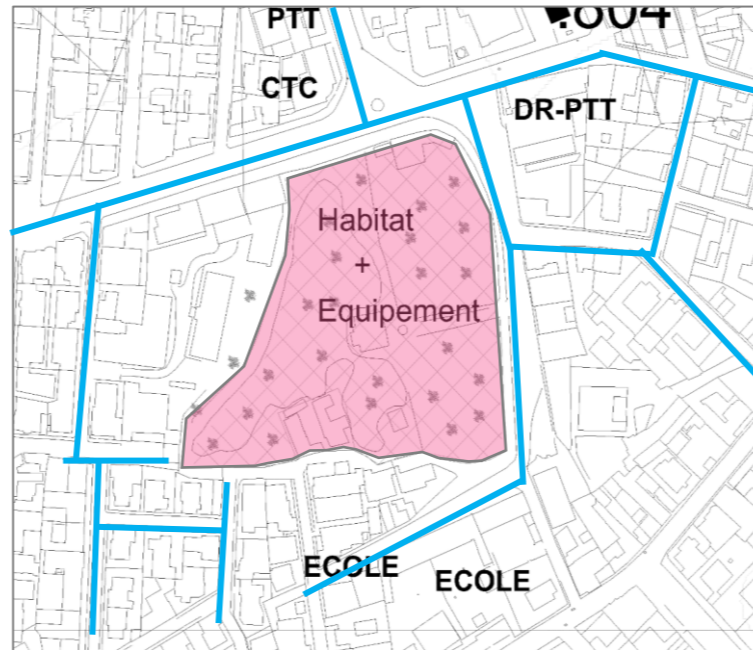 PTT
CTC
DR-PTT
Habitat
+
Equipement
ECOLE
ECOLE